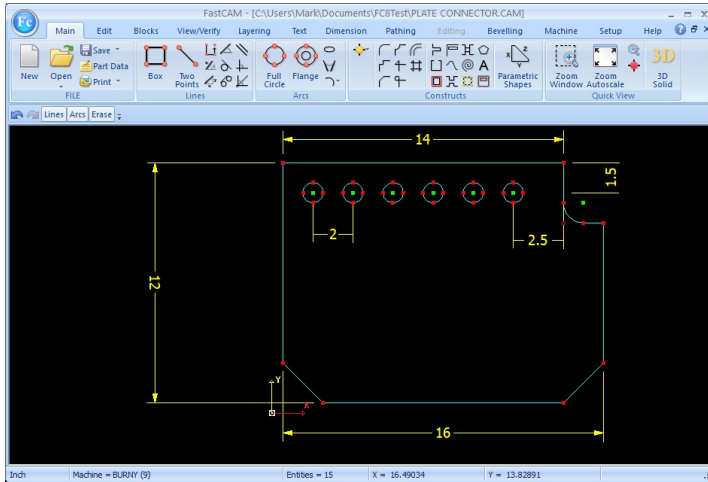 FastCAM - [C:\Users\Mark\Documents\FC8Test\PLATE CONNECTOR.CAM]
Fc
Main Edit Blocks View/Verify Layering Text Dimension Pathing Editing Bevelling Machine Setup Help
New Open Save Part Data Print Box Two Points Full Circle Flange Parametric Shapes Zoom Window Zoom Autoscale 3D 3D Solid
FILE Lines Arcs Constructs Quick View
Lines Arcs Erase
14
1.5
2
2.5
12
Y
X
16
Inch Machine = BURNY (9) Entities = 15 X = 16.49034 Y = 13.82891